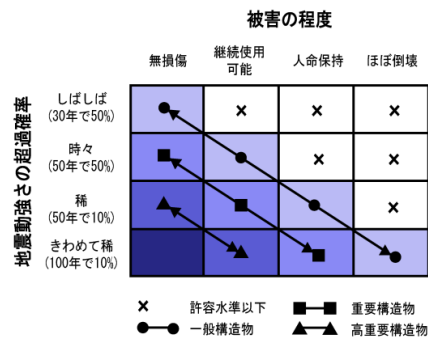 被害の程度
無損傷
継続使用
可能
人命保持
ほぼ倒壊
地震動強さの超過確率
しばしば
(30年で50%)
時々
(50年で50%)
稀
(50年で10%)
きわめて稀
(100年で10%)
許容水準以下
重要構造物
一般構造物
高重要構造物